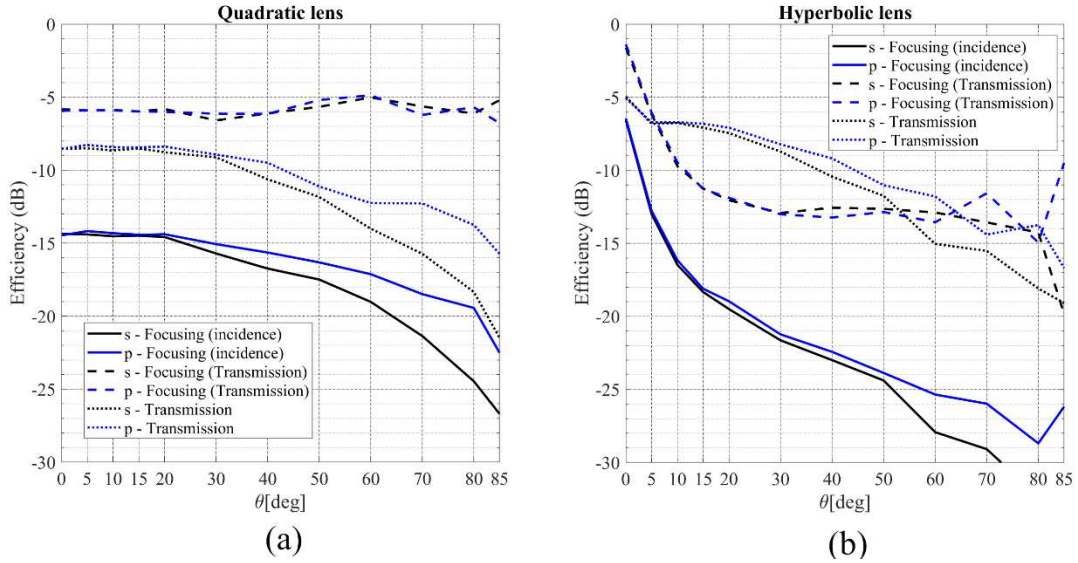 Quadratic lens
0
-5
-10
-15
-20
-25
-30
Efficiency (dB)
s - Focusing (incidence)
p - Focusing (incidence)
s - Focusing (Transmission)
p - Focusing (Transmission)
s - Transmission
p - Transmission
0 5 10 15 20 30 40 50 60 70 80 85
θ[deg]
(a)
Hyperbolic lens
0
-5
-10
-15
-20
-25
-30
Efficiency (dB)
s - Focusing (incidence)
p - Focusing (incidence)
s - Focusing (Transmission)
p - Focusing (Transmission)
s - Transmission
p - Transmission
0 5 10 15 20 30 40 50 60 70 80 85
θ[deg]
(b)